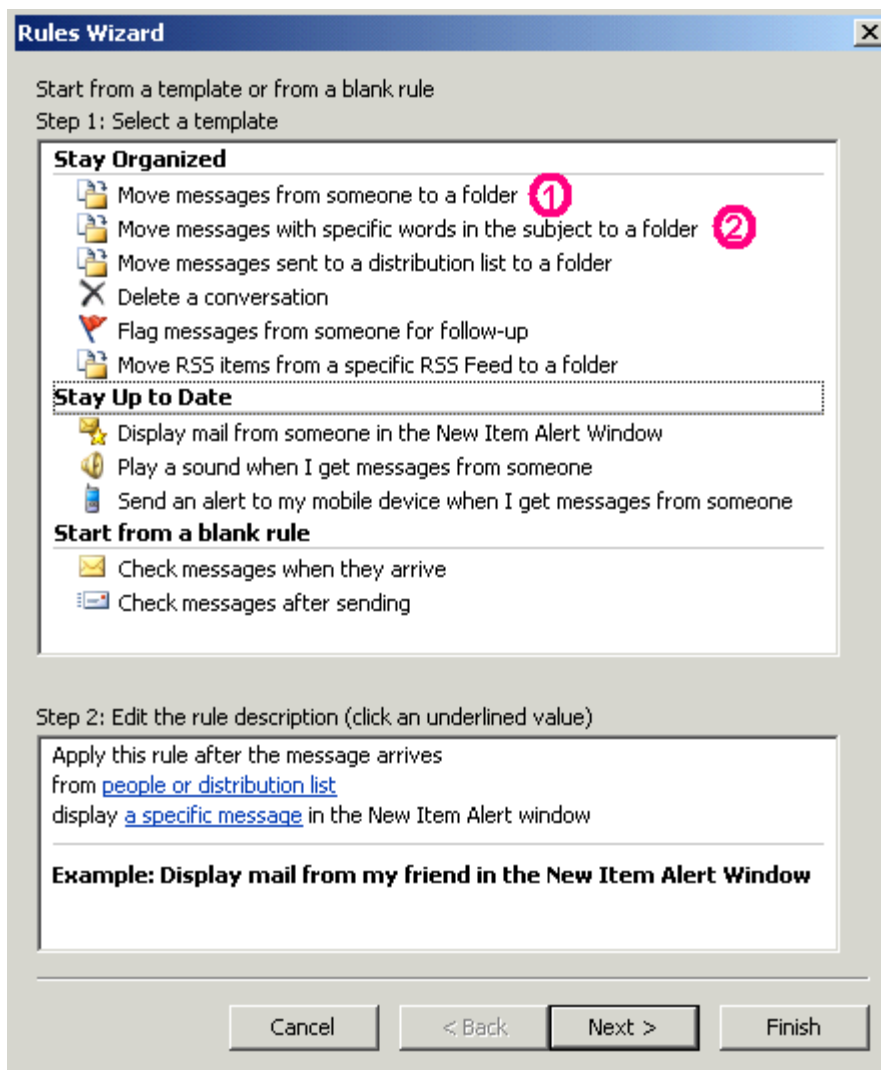 Rules Wizard
Start from a template or from a blank rule
Step 1: Select a template
Stay Organized
Move messages from someone to a folder 1
Move messages with specific words in the subject to a folder 2
Move messages sent to a distribution list to a folder
Delete a conversation
Flag messages from someone for follow-up
Move RSS items from a specific RSS Feed to a folder
Stay Up to Date
Display mail from someone in the New Item Alert Window
Play a sound when I get messages from someone
Send an alert to my mobile device when I get messages from someone
Start from a blank rule
Check messages when they arrive
Check messages after sending
Step 2: Edit the rule description (click an underlined value)
Apply this rule after the message arrives
from people or distribution list
display a specific message in the New Item Alert window
Example: Display mail from my friend in the New Item Alert Window
Cancel < Back Next > Finish